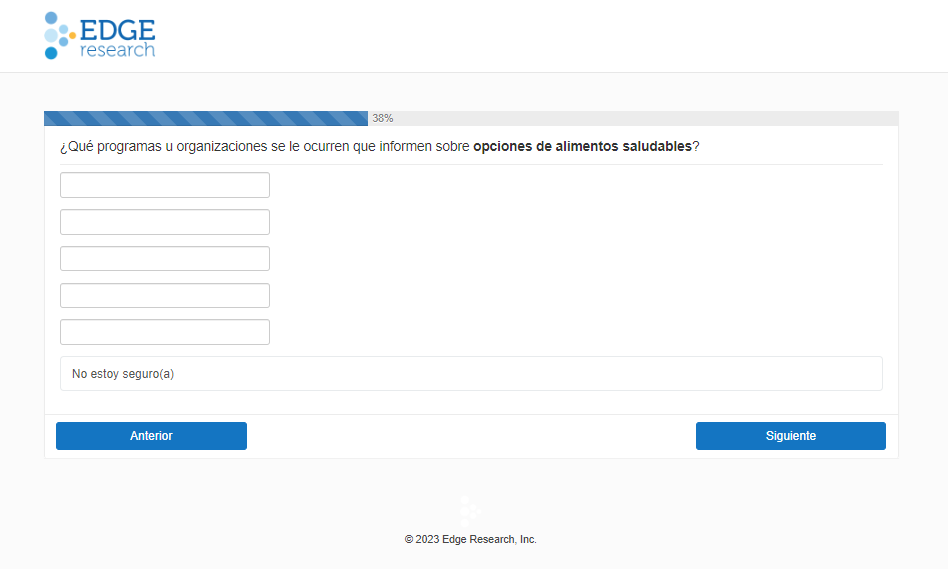 EDGE
research
38%
¿Qué programas u organizaciones se le ocurren que informen sobre opciones de alimentos saludables?
No estoy seguro(a)
Anterior
Siguiente
© 2023 Edge Research, Inc.